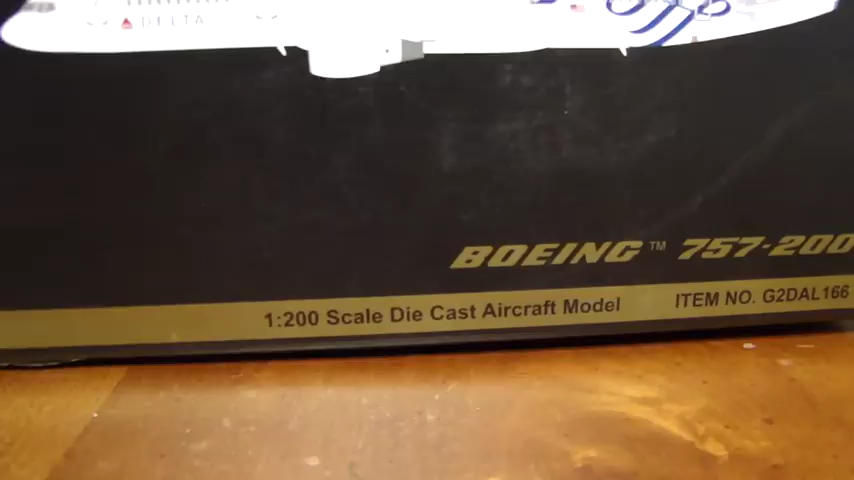 DELTA
BOEING™ 757-200
1:200 Scale Die Cast Aircraft Model ITEM NO. G2DAL166